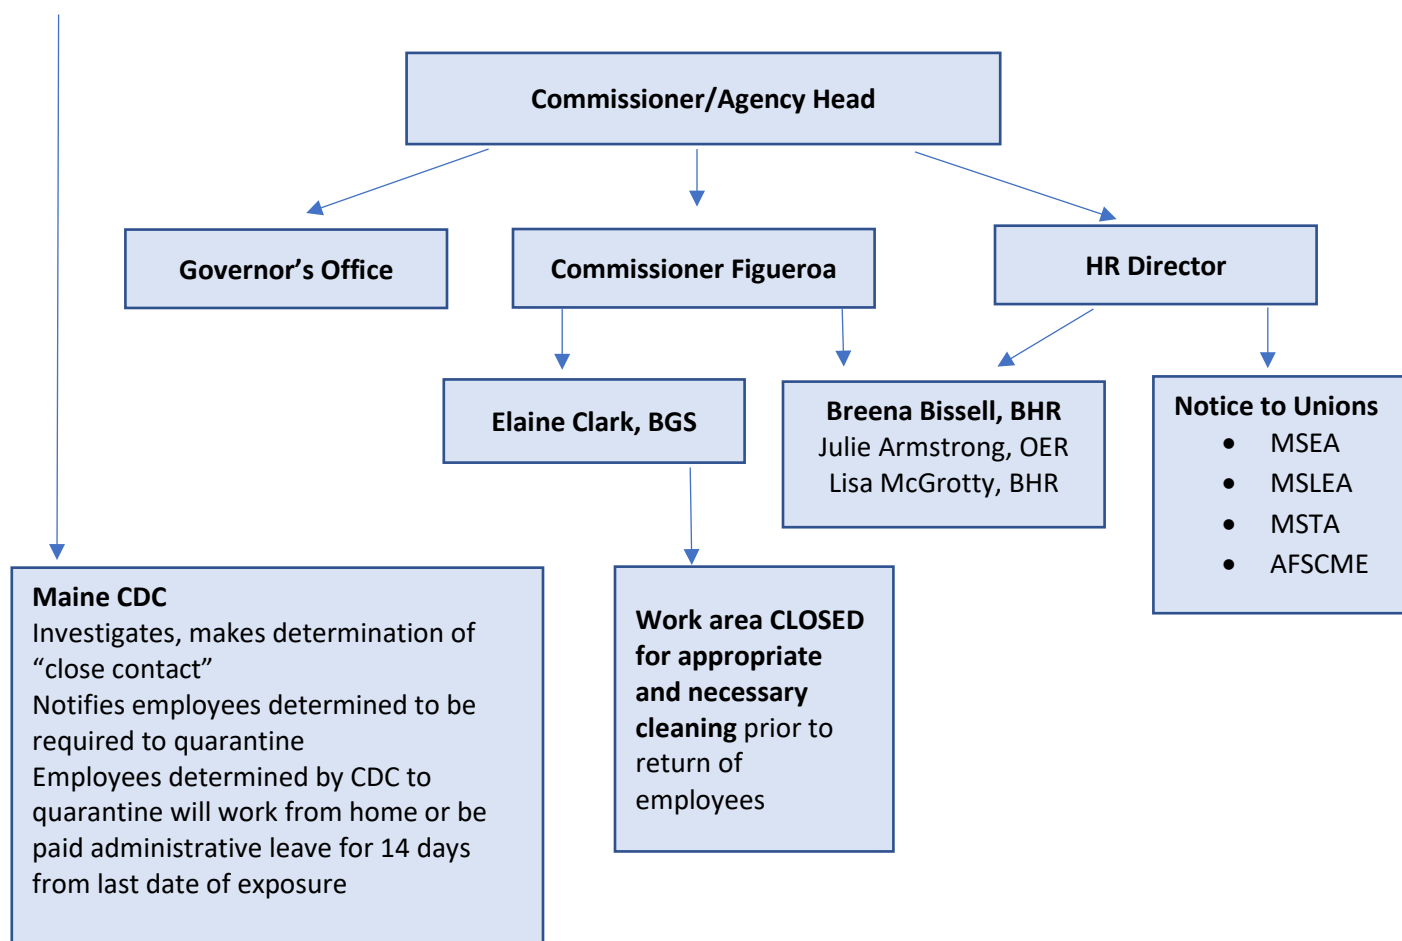 Commissioner/Agency Head
Governor’s Office
Commissioner Figueroa
HR Director
Elaine Clark, BGS
Breena Bissell, BHR
Julie Armstrong, OER
Lisa McGrotty, BHR
Notice to Unions
• MSEA
• MSLEA
• MSTA
• AFSCME
Maine CDC
Investigates, makes determination of
“close contact”
Notifies employees determined to be
required to quarantine
Employees determined by CDC to
quarantine will work from home or be
paid administrative leave for 14 days
from last date of exposure
Work area CLOSED
for appropriate
and necessary
cleaning prior to
return of
employees